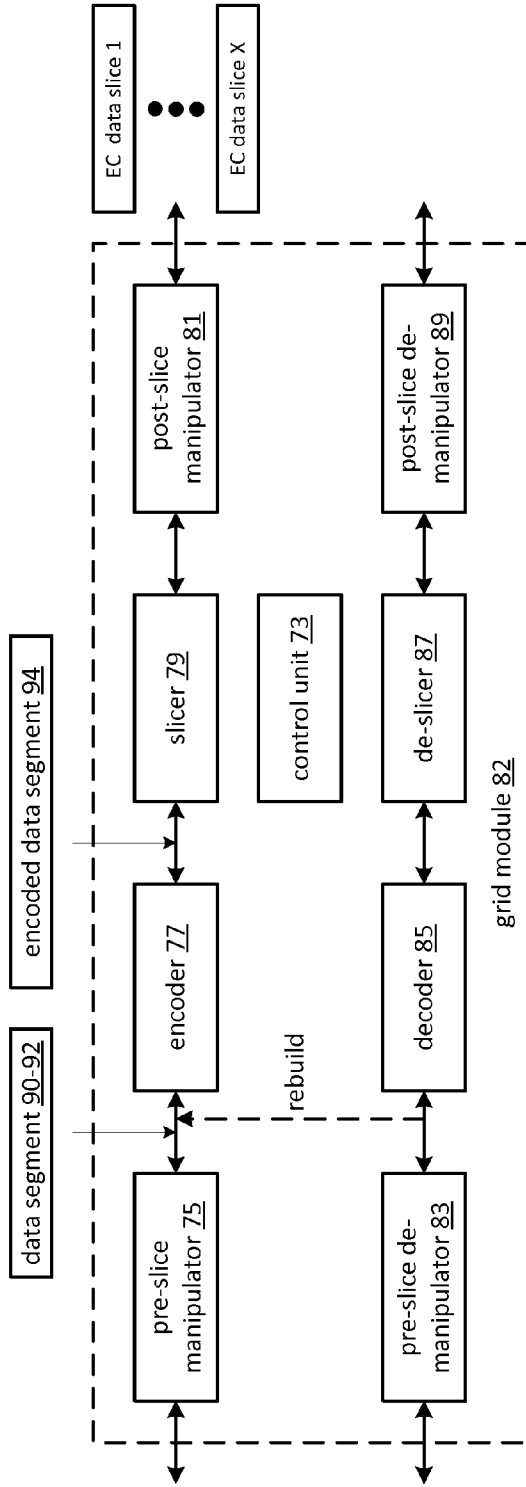 data segment 90-92
encoded data segment 94
EC data slice 1
EC data slice X
pre-slice
manipulator 75
encoder 77
slicer 79
post-slice
manipulator 81
rebuild
control unit 73
pre-slice de-
manipulator 83
decoder 85
de-slicer 87
post-slice de-
manipulator 89
grid module 82